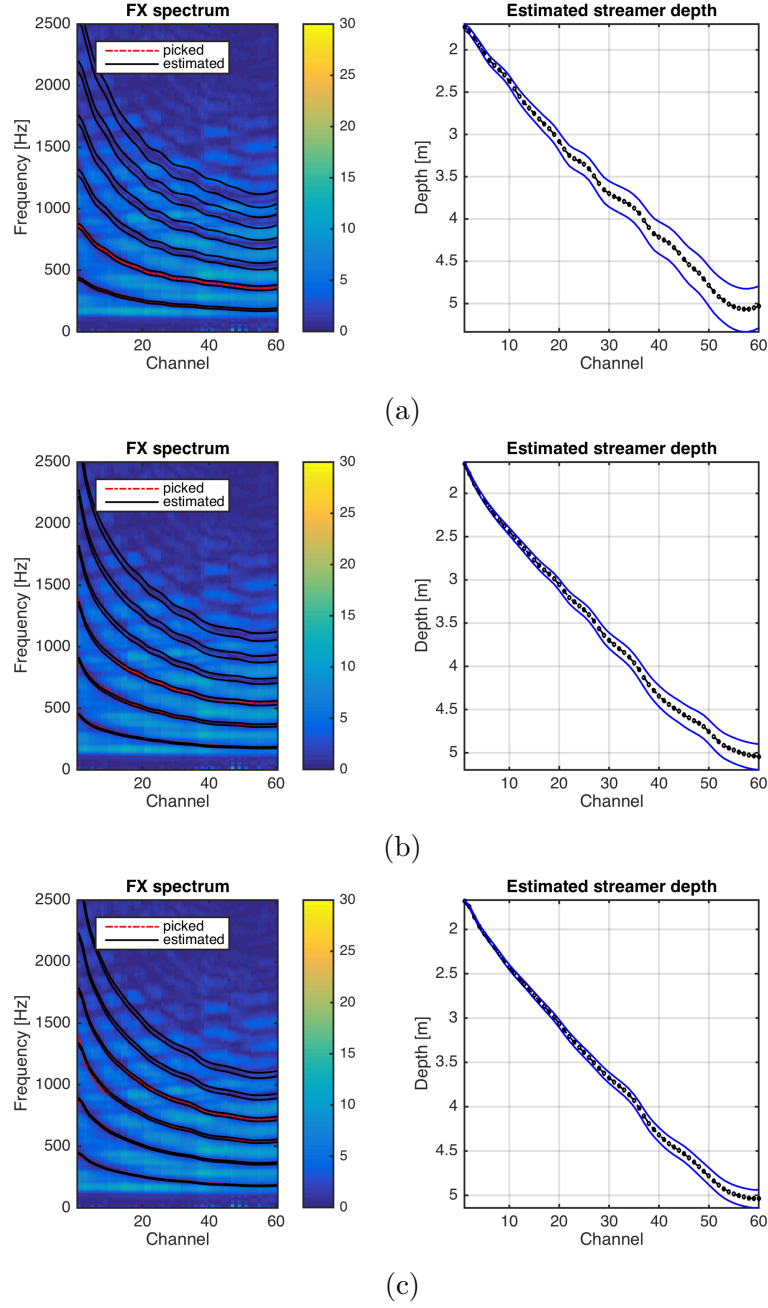 FX spectrum
2500
2000
1500
1000
500
0
Frequency [Hz]
20 40 60
Channel
picked
estimated
30
25
20
15
10
5
0
Estimated streamer depth
2
2.5
3
3.5
4
4.5
5
Depth [m]
10 20 30 40 50 60
Channel
(a)
FX spectrum
2500
2000
1500
1000
500
0
Frequency [Hz]
20 40 60
Channel
picked
estimated
30
25
20
15
10
5
0
Estimated streamer depth
2
2.5
3
3.5
4
4.5
5
Depth [m]
10 20 30 40 50 60
Channel
(b)
FX spectrum
2500
2000
1500
1000
500
0
Frequency [Hz]
20 40 60
Channel
picked
estimated
30
25
20
15
10
5
0
Estimated streamer depth
2
2.5
3
3.5
4
4.5
5
Depth [m]
10 20 30 40 50 60
Channel
(c)